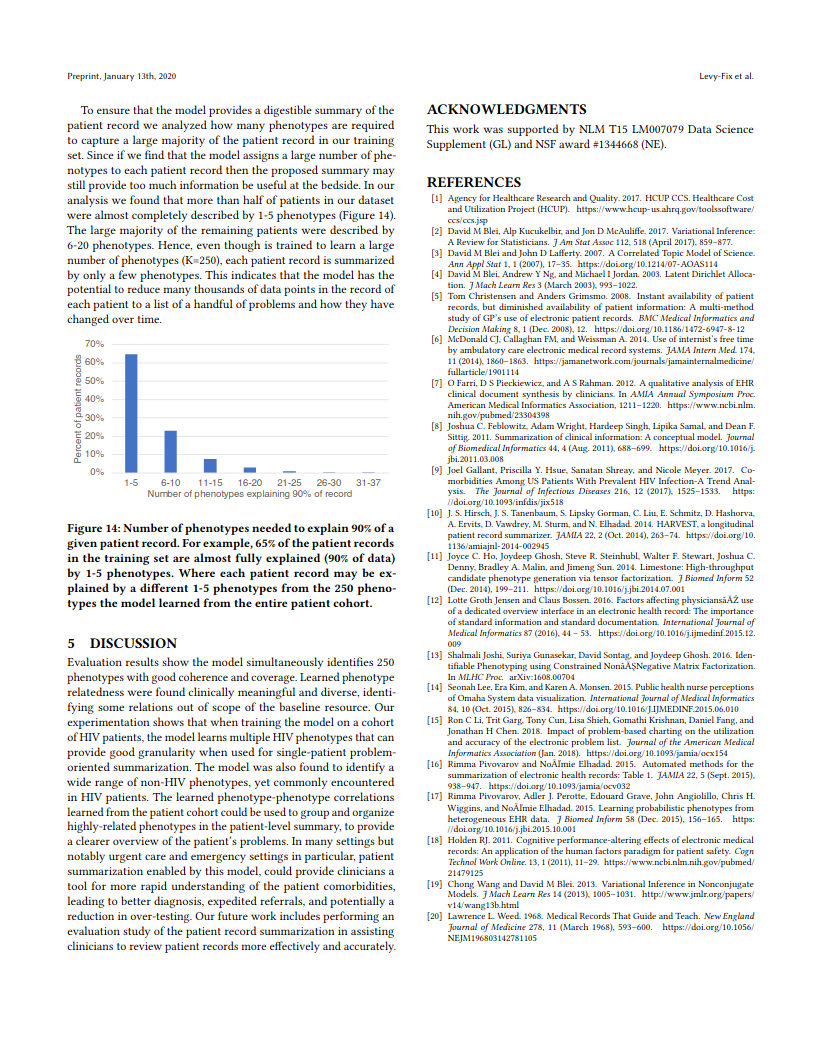 Preprint, January 13th, 2020
Levy-Fix et al.
To ensure that the model provides a digestible summary of the
patient record we analyzed how many phenotypes are required
to capture a large majority of the patient record in our training
set. Since if we find that the model assigns a large number of phe-
notypes to each patient record then the proposed summary may
still provide too much information be useful at the bedside. In our
analysis we found that more than half of patients in our dataset
were almost completely described by 1-5 phenotypes (Figure 14).
The large majority of the remaining patients were described by
6-20 phenotypes. Hence, even though is trained to learn a large
number of phenotypes (K=250), each patient record is summarized
by only a few phenotypes. This indicates that the model has the
potential to reduce many thousands of data points in the record of
each patient to a list of a handful of problems and how they have
changed over time.
70%
60%
50%
40%
30%
20%
10%
0%
Percent of patient records
1-5 6-10 11-15 16-20 21-25 26-30 31-37
Number of phenotypes explaining 90% of record
Figure 14: Number of phenotypes needed to explain 90% of a
given patient record. For example, 65% of the patient records
in the training set are almost fully explained (90% of data)
by 1-5 phenotypes. Where each patient record may be ex-
plained by a different 1-5 phenotypes from the 250 pheno-
types the model learned from the entire patient cohort.
5 DISCUSSION
Evaluation results show the model simultaneously identifies 250
phenotypes with good coherence and coverage. Learned phenotype
relatedness were found clinically meaningful and diverse, identi-
fying some relations out of scope of the baseline resource. Our
experimentation shows that when training the model on a cohort
of HIV patients, the model learns multiple HIV phenotypes that can
provide good granularity when used for single-patient problem-
oriented summarization. The model was also found to identify a
wide range of non-HIV phenotypes, yet commonly encountered
in HIV patients. The learned phenotype-phenotype correlations
learned from the patient cohort could be used to group and organize
highly-related phenotypes in the patient-level summary, to provide
a clearer overview of the patient's problems. In many settings but
notably urgent care and emergency settings in particular, patient
summarization enabled by this model, could provide clinicians a
tool for more rapid understanding of the patient comorbidities,
leading to better diagnosis, expedited referrals, and potentially a
reduction in over-testing. Our future work includes performing an
evaluation study of the patient record summarization in assisting
clinicians to review patient records more effectively and accurately.
ACKNOWLEDGMENTS
This work was supported by NLM T15 LM007079 Data Science
Supplement (GL) and NSF award #1344668 (NE).
REFERENCES
[1] Agency for Healthcare Research and Quality. 2017. HCUP CCS. Healthcare Cost
and Utilization Project (HCUP). https://www.hcup-us.ahrq.gov/toolssoftware/
ccs/ccs.jsp
[2] David M Blei, Alp Kucukelbir, and Jon D McAuliffe. 2017. Variational Inference:
A Review for Statisticians. J Am Stat Assoc 112, 518 (April 2017), 859–877.
[3] David M Blei and John D Lafferty. 2007. A Correlated Topic Model of Science.
Ann Appl Stat 1, 1 (2007), 17–35. https://doi.org/10.1214/07-AOAS114
[4] David M Blei, Andrew Y Ng, and Michael I Jordan. 2003. Latent Dirichlet Alloca-
tion. J Mach Learn Res 3 (March 2003), 993–1022.
[5] Tom Christensen and Anders Grimsmo. 2008. Instant availability of patient
records, but diminished availability of patient information: A multi-method
study of GP's use of electronic patient records. BMC Medical Informatics and
Decision Making 8, 1 (Dec. 2008), 12. https://doi.org/10.1186/1472-6947-8-12
[6] McDonald CJ, Callaghan FM, and Weissman A. 2014. Use of internist's free time
by ambulatory care electronic medical record systems. JAMA Intern Med. 174,
11 (2014), 1860–1863. https://jamanetwork.com/journals/jamainternalmedicine/
fullarticle/1901114
[7] O Farri, D S Pieckiewicz, and A S Rahman. 2012. A qualitative analysis of EHR
clinical document synthesis by clinicians. In AMIA Annual Symposium Proc.
American Medical Informatics Association, 1211–1220. https://www.ncbi.nlm.
nih.gov/pubmed/23304398
[8] Joshua C. Feblowitz, Adam Wright, Hardeep Singh, Lipika Samal, and Dean F.
Sittig. 2011. Summarization of clinical information: A conceptual model. Journal
of Biomedical Informatics 44, 4 (Aug. 2011), 688–699. https://doi.org/10.1016/j.
jbi.2011.03.008
[9] Joel Gallant, Priscilla Y. Hsue, Sanatan Shreay, and Nicole Meyer. 2017. Co-
morbidities Among US Patients With Prevalent HIV Infection-A Trend Anal-
ysis. The Journal of Infectious Diseases 216, 12 (2017), 1525–1533. https:
//doi.org/10.1093/infdis/jix518
[10] J. S. Hirsch, J. S. Tanenbaum, S. Lipsky Gorman, C. Liu, E. Schmitz, D. Hashorva,
A. Ervits, D. Vawdrey, M. Sturm, and N. Elhadad. 2014. HARVEST, a longitudinal
patient record summarizer. JAMIA 22, 2 (Oct. 2014), 263–74. https://doi.org/10.
1136/amiajnl-2014-002945
[11] Joyce C. Ho, Joydeep Ghosh, Steve R. Steinhubl, Walter F. Stewart, Joshua C.
Denny, Bradley A. Malin, and Jimeng Sun. 2014. Limestone: High-throughput
candidate phenotype generation via tensor factorization. J Biomed Inform 52
(Dec. 2014), 199–211. https://doi.org/10.1016/j.jbi.2014.07.001
[12] Lotte Groth Jensen and Claus Bossen. 2016. Factors affecting physiciansâĂŹ use
of a dedicated overview interface in an electronic health record: The importance
of standard information and standard documentation. International Journal of
Medical Informatics 87 (2016), 44 – 53. https://doi.org/10.1016/j.ijmedinf.2015.12.
009
[13] Shalmali Joshi, Suriya Gunasekar, David Sontag, and Joydeep Ghosh. 2016. Iden-
tifiable Phenotyping using Constrained NonâĂŞNegative Matrix Factorization.
In MLHC Proc. arXiv:1608.00704
[14] Seonah Lee, Era Kim, and Karen A. Monsen. 2015. Public health nurse perceptions
of Omaha System data visualization. International Journal of Medical Informatics
84, 10 (Oct. 2015), 826–834. https://doi.org/10.1016/J.IJMEDINF.2015.06.010
[15] Ron C Li, Trit Garg, Tony Cun, Lisa Shieh, Gomathi Krishnan, Daniel Fang, and
Jonathan H Chen. 2018. Impact of problem-based charting on the utilization
and accuracy of the electronic problem list. Journal of the American Medical
Informatics Association (Jan. 2018). https://doi.org/10.1093/jamia/ocx154
[16] Rimma Pivovarov and NoÃľmie Elhadad. 2015. Automated methods for the
summarization of electronic health records: Table 1. JAMIA 22, 5 (Sept. 2015),
938–947. https://doi.org/10.1093/jamia/ocv032
[17] Rimma Pivovarov, Adler J. Perotte, Edouard Grave, John Angiolillo, Chris H.
Wiggins, and NoÃľmie Elhadad. 2015. Learning probabilistic phenotypes from
heterogeneous EHR data. J Biomed Inform 58 (Dec. 2015), 156–165. https:
//doi.org/10.1016/j.jbi.2015.10.001
[18] Holden RJ. 2011. Cognitive performance-altering effects of electronic medical
records: An application of the human factors paradigm for patient safety. Cogn
Technol Work Online. 13, 1 (2011), 11–29. https://www.ncbi.nlm.nih.gov/pubmed/
21479125
[19] Chong Wang and David M Blei. 2013. Variational Inference in Nonconjugate
Models. J Mach Learn Res 14 (2013), 1005–1031. http://www.jmlr.org/papers/
v14/wang13b.html
[20] Lawrence L. Weed. 1968. Medical Records That Guide and Teach. New England
Journal of Medicine 278, 11 (March 1968), 593–600. https://doi.org/10.1056/
NEJM196803142781105